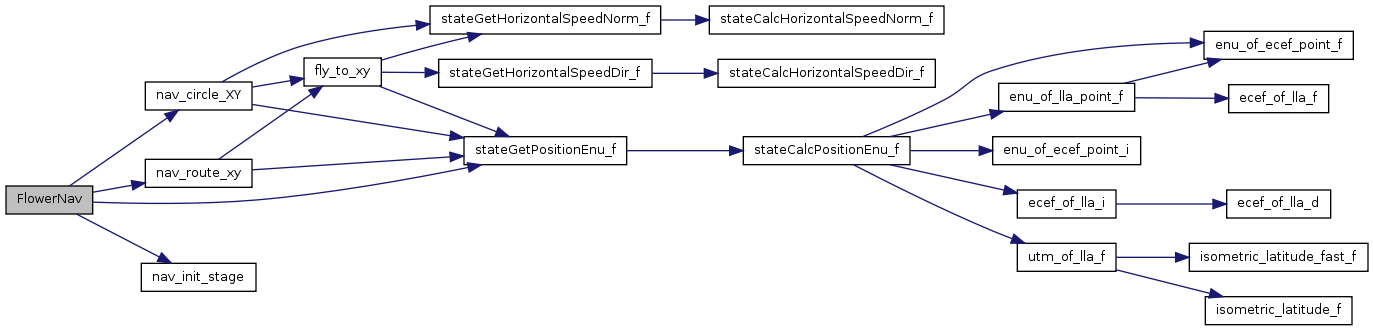 FlowerNav
nav_circle_XY
nav_route_xy
nav_init_stage
fly_to_xy
stateGetHorizontalSpeedNorm_f
stateGetHorizontalSpeedDir_f
stateGetPositionEnu_f
stateCalcHorizontalSpeedNorm_f
stateCalcHorizontalSpeedDir_f
stateCalcPositionEnu_f
enu_of_lla_point_f
enu_of_ecef_point_i
ecef_of_lla_i
utm_of_lla_f
enu_of_ecef_point_f
ecef_of_lla_f
ecef_of_lla_d
isometric_latitude_fast_f
isometric_latitude_f